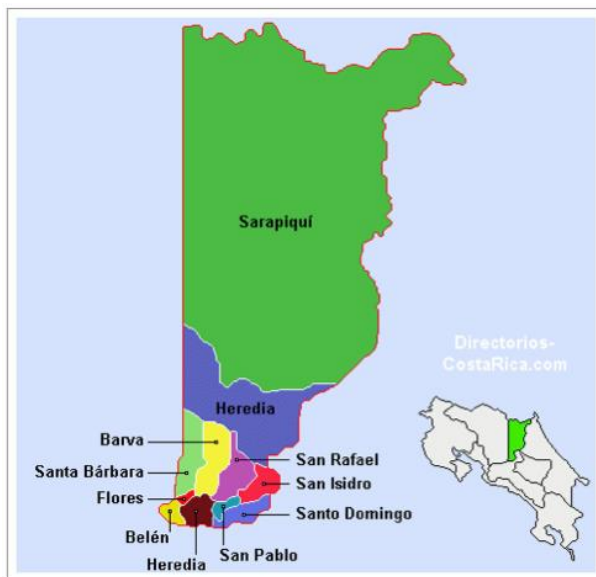 Sarapiquí
Directorios-
CostaRica.com
Heredia
Barva
San Rafael
Santa Bárbara
San Isidro
Flores
Santo Domingo
Belén
San Pablo
Heredia